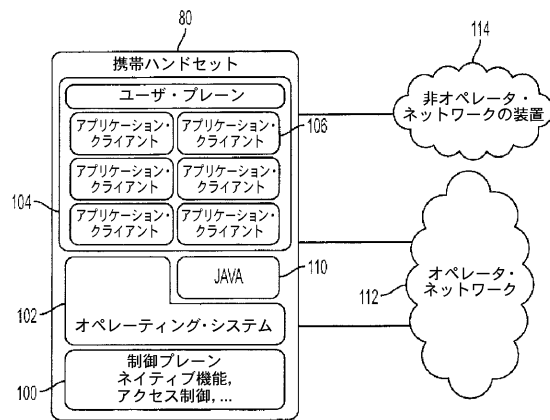 80
114
携帯ハンドセット
ユーザ・プレーン
非オペレータ・
ネットワークの装置
アプリケーション・
クライアント
アプリケーション・
クライアント
106
アプリケーション・
クライアント
アプリケーション・
クライアント
104
アプリケーション・
クライアント
アプリケーション・
クライアント
JAVA
110
オペレータ・
ネットワーク
112
102
オペレーティング・システム
制御プレーン
ネイティブ機能,
アクセス制御, ...
100